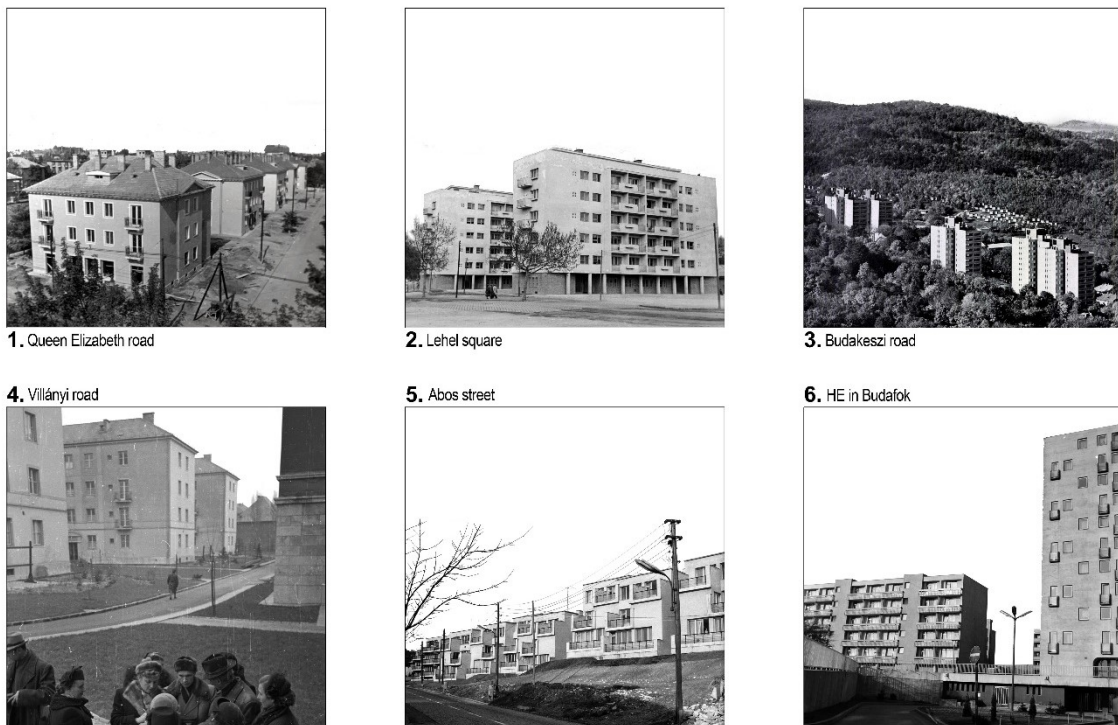 1. Queen Elizabeth road
2. Lehel square
3. Budakeszi road
4. Villányi road
5. Abos street
6. HE in Budafok